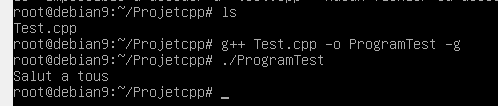 root@debian9:~/Projetcpp# ls
Test.cpp
root@debian9:~/Projetcpp# g++ Test.cpp -o ProgramTest -g
root@debian9:~/Projetcpp# ./ProgramTest
Salut a tous
root@debian9:~/Projetcpp# _